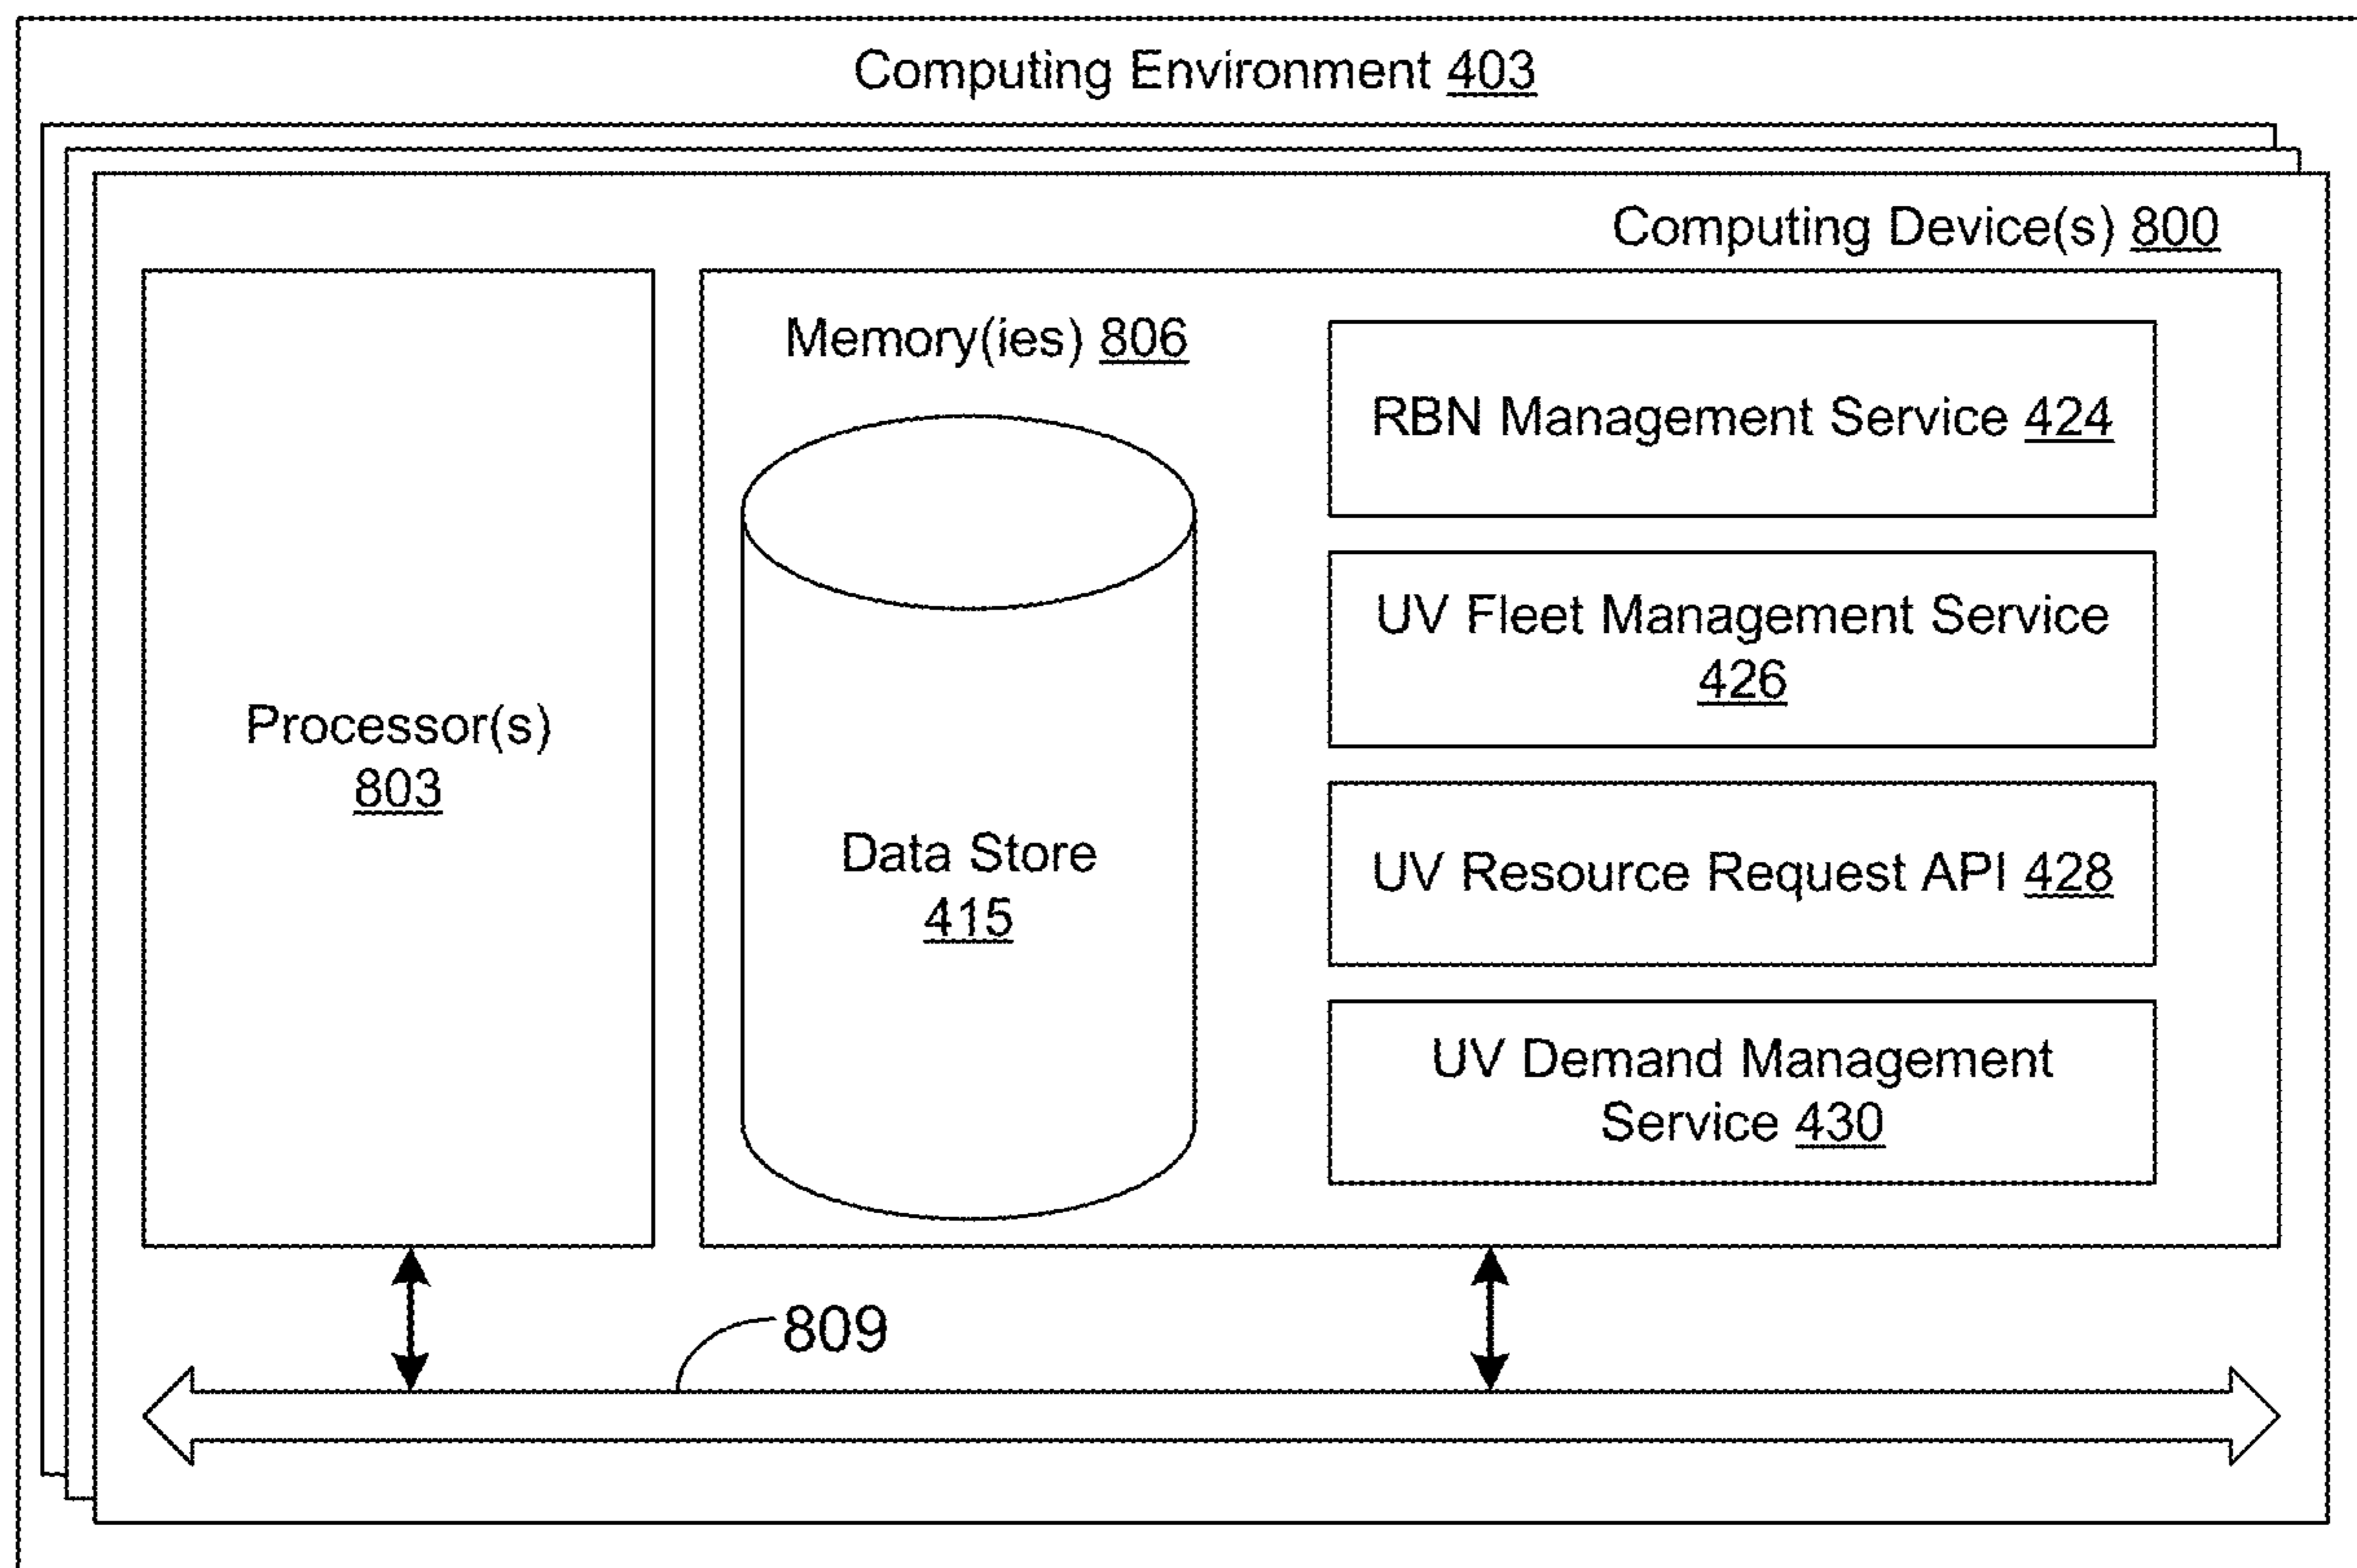 Computing Environment 403
Computing Device(s) 800
Processor(s)
803
Memory(ies) 806
Data Store
415
RBN Management Service 424
UV Fleet Management Service
426
UV Resource Request API 428
UV Demand Management
Service 430
809